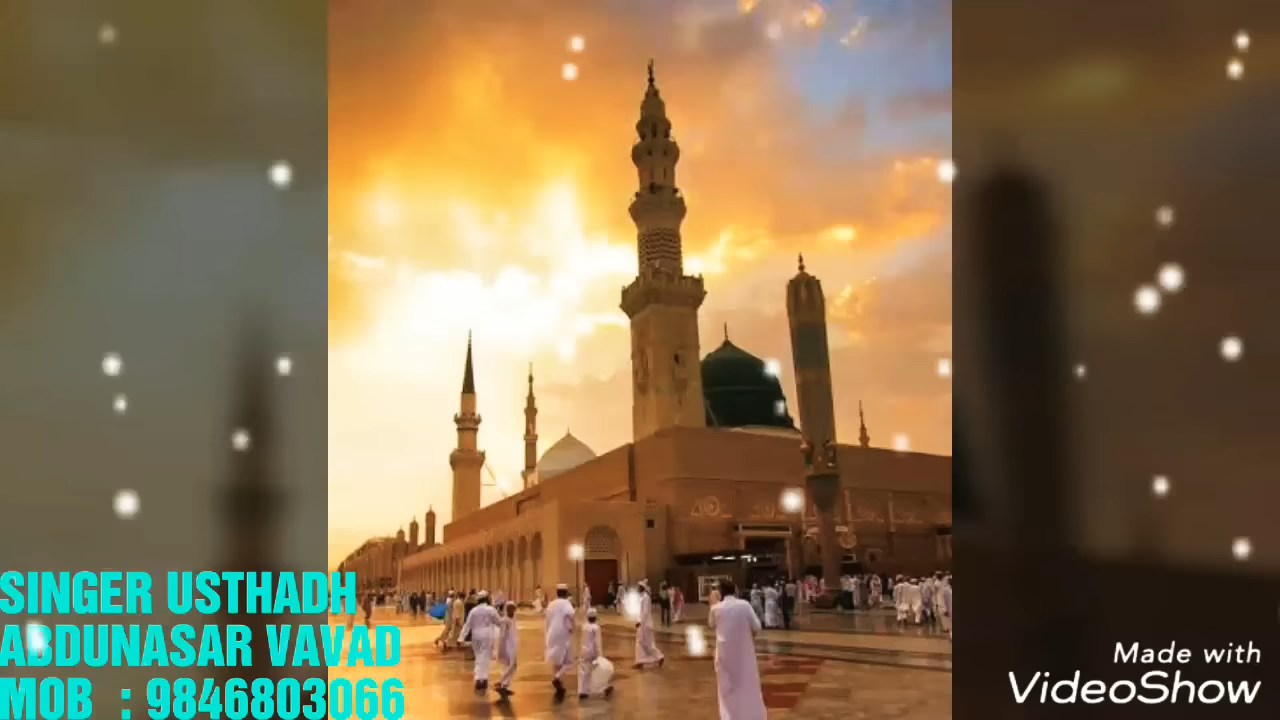 SINGER USTHADH
ABDUNASAR VAVAD
MOB : 9846803066
Made with
VideoShow